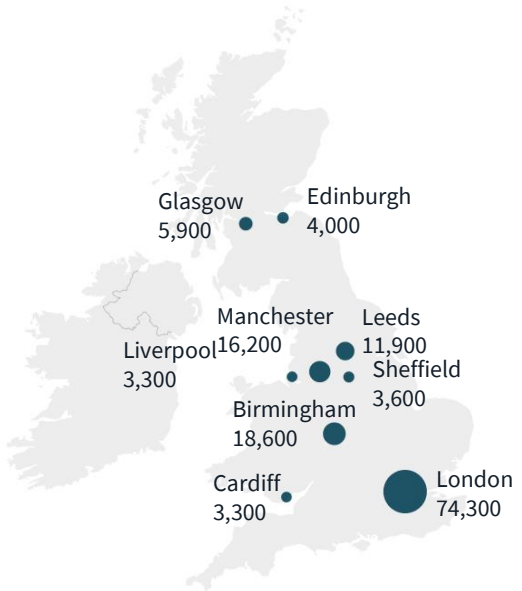 Glasgow
5,900
Edinburgh
4,000
Manchester
16,200
Leeds
11,900
Liverpool
3,300
Sheffield
3,600
Birmingham
18,600
Cardiff
3,300
London
74,300